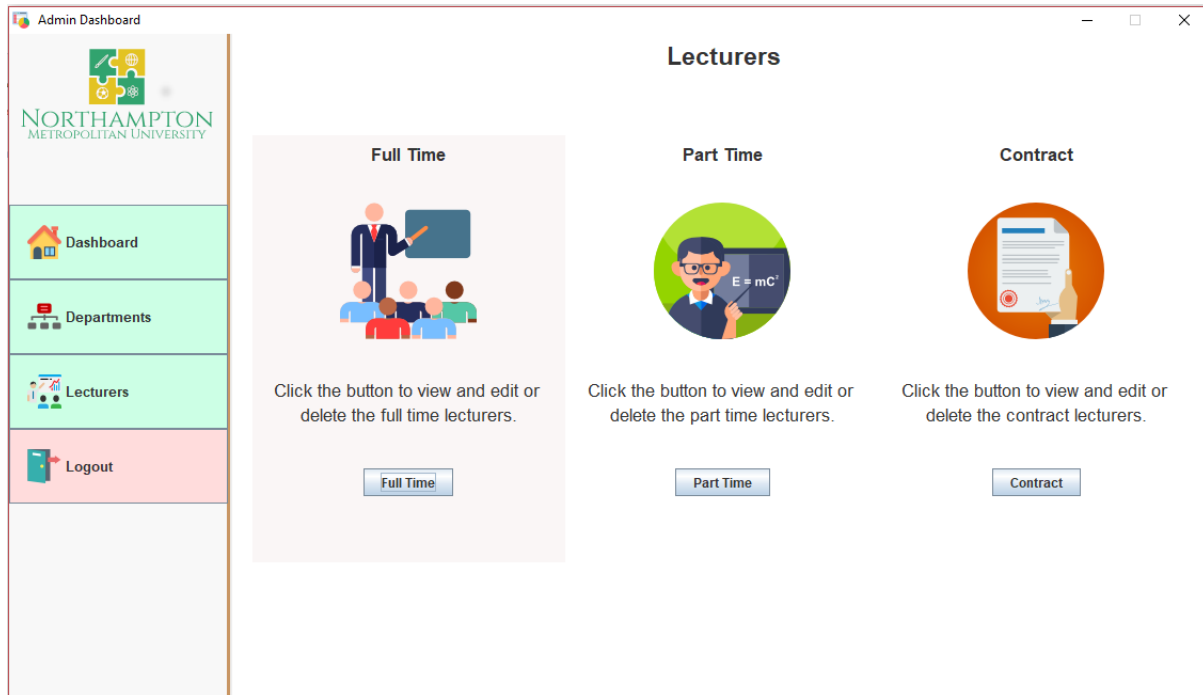 Admin Dashboard
NORTHAMPTON
METROPOLITAN UNIVERSITY
Dashboard
Departments
Lecturers
Logout
Lecturers
Full Time
Click the button to view and edit or
delete the full time lecturers.
Full Time
Part Time
E = mC²
Click the button to view and edit or
delete the part time lecturers.
Part Time
Contract
Click the button to view and edit or
delete the contract lecturers.
Contract